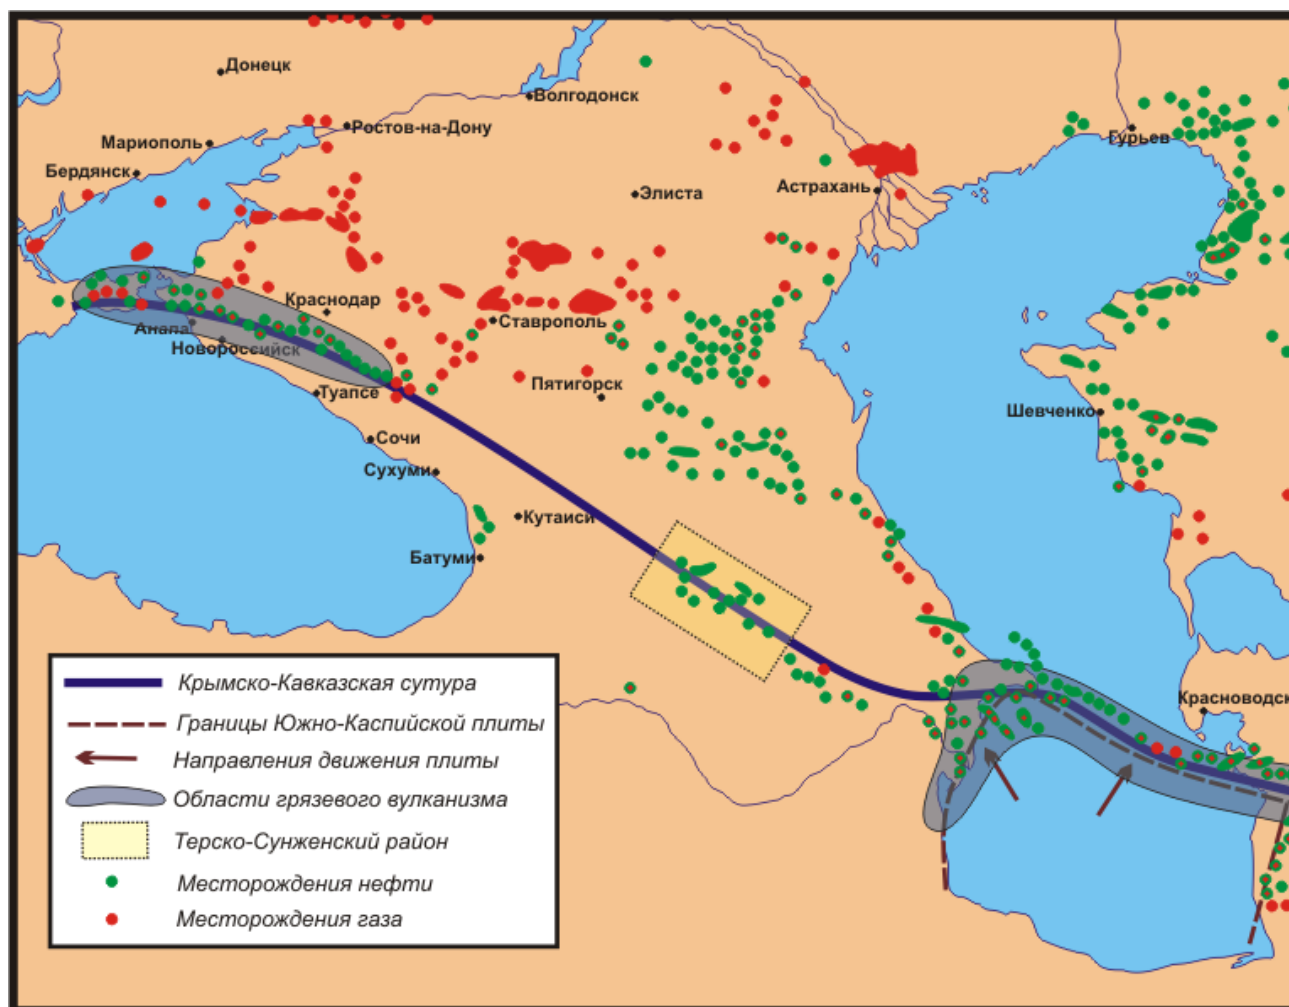 Донецк
Волгодонск
Ростов-на-Дону
Мариополь
Бердянск
Гурьев
Элиста
Астрахань
Краснодар
Анапа
Новороссийск
Ставрополь
Пятигорск
Туапсе
Шевченко
Сочи
Сухуми
Кутаиси
Батуми
Красноводск
Крымско-Кавказская сутура
Границы Южно-Каспийской плиты
Направления движения плиты
Области грязевого вулканизма
Терско-Сунженский район
Месторождения нефти
Месторождения газа